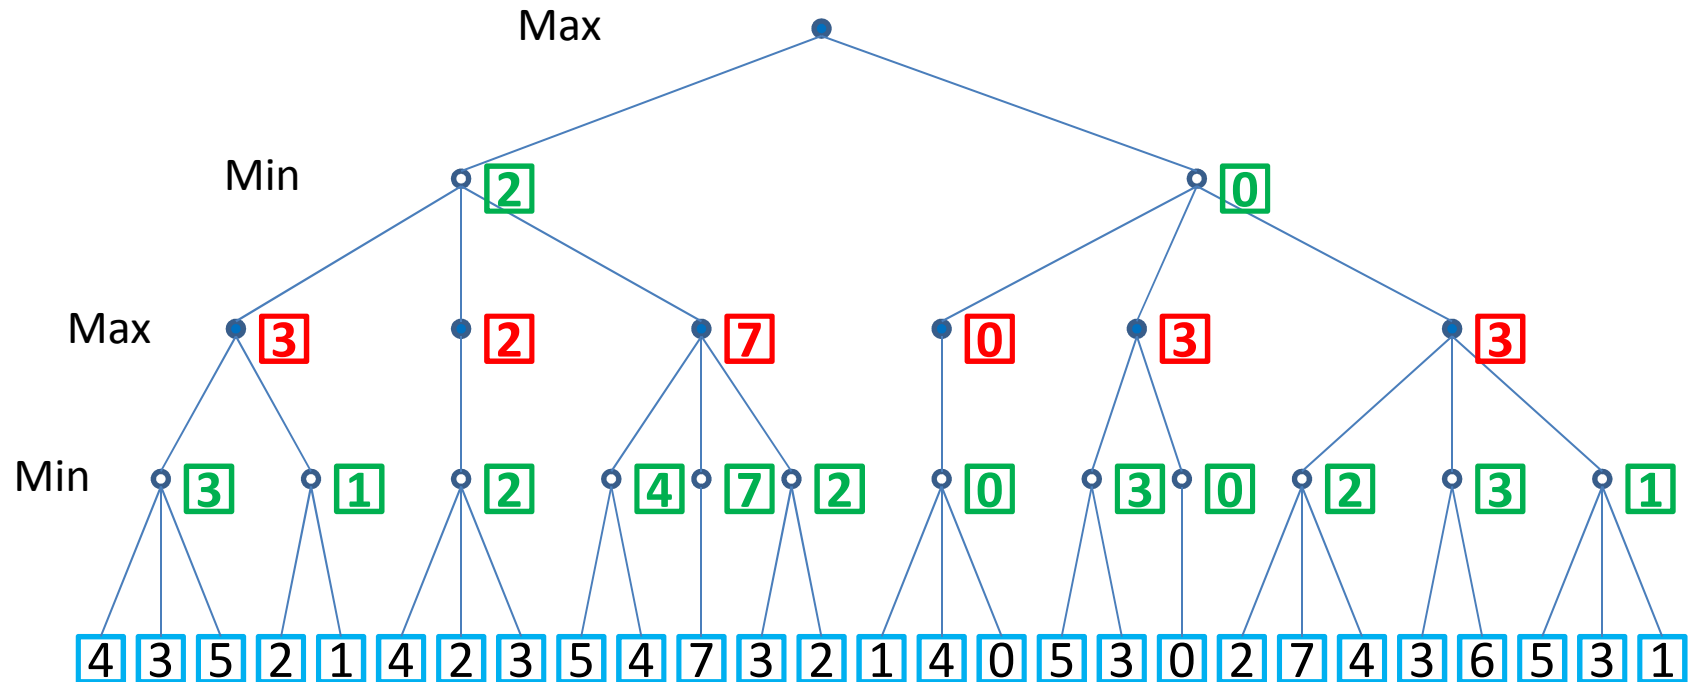 Max
Min 2 0
Max 3 2 7 0 3 3
Min 3 1 2 4 7 2 0 3 0 2 3 1
4 3 5 2 1 4 2 3 5 4 7 3 2 1 4 0 5 3 0 2 7 4 3 6 5 3 1